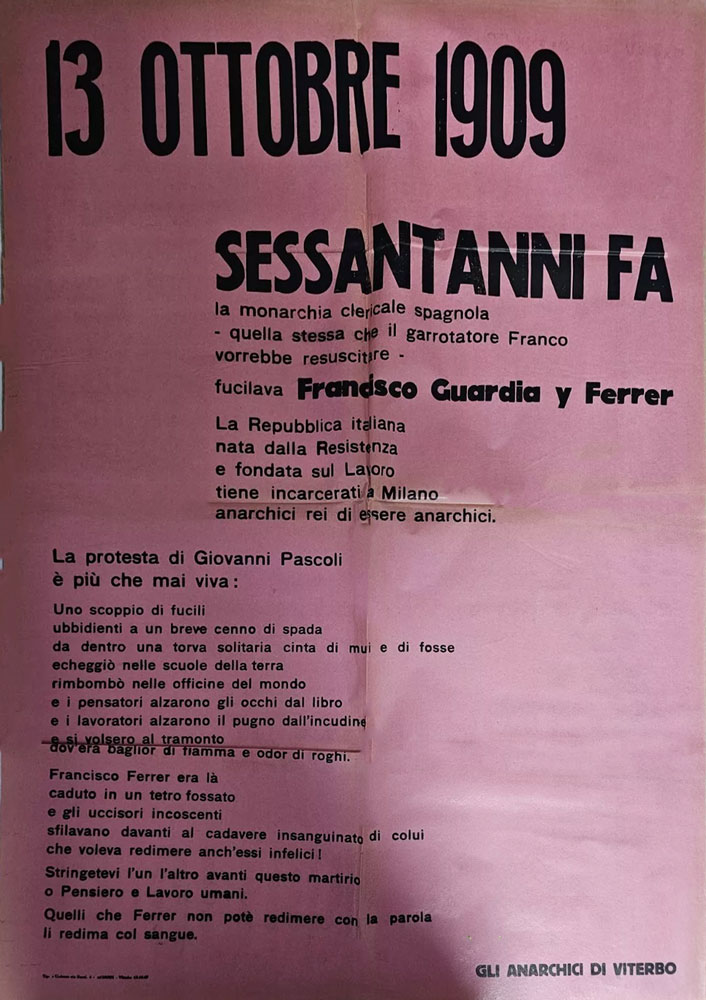 13 OTTOBRE 1909
SESSANTANNI FA
la monarchia clericale spagnola
- quella stessa che il garrotatore Franco
vorrebbe resuscitare -
fucilava Francisco Guardia y Ferrer
La Repubblica italiana
nata dalla Resistenza
e fondata sul Lavoro
tiene incarcerati a Milano
anarchici rei di essere anarchici.
La protesta di Giovanni Pascoli
è più che mai viva:
Uno scoppio di fucili
ubbidienti a un breve cenno di spada
da dentro una torva solitaria cinta di mui e di fosse
echeggiò nelle scuole della terra
rimbombò nelle officine del mondo
e i pensatori alzarono gli occhi dal libro
e i lavoratori alzarono il pugno dall'incudine
e si volsero al tramonto
dov'era baglior di fiamma e odor di roghi.
Francisco Ferrer era là
caduto in un tetro fossato
e gli uccisori incoscenti
sfilavano davanti al cadavere insanguinato di colui
che voleva redimere anch'essi infelici!
Stringetevi l'un l'altro avanti questo martirio
o Pensiero e Lavoro umani.
Quelli che Ferrer non potè redimere con la parola
li redima col sangue.
GLI ANARCHICI DI VITERBO